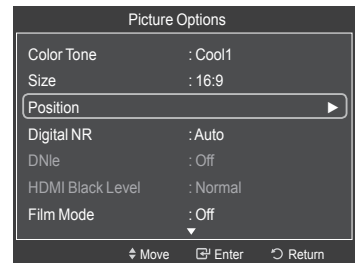 Picture Options
Color Tone : Cool1
Size : 16:9
Position ►
Digital NR : Auto
DNIe : Off
HDMI Black Level : Normal
Film Mode : Off
Move Enter Return